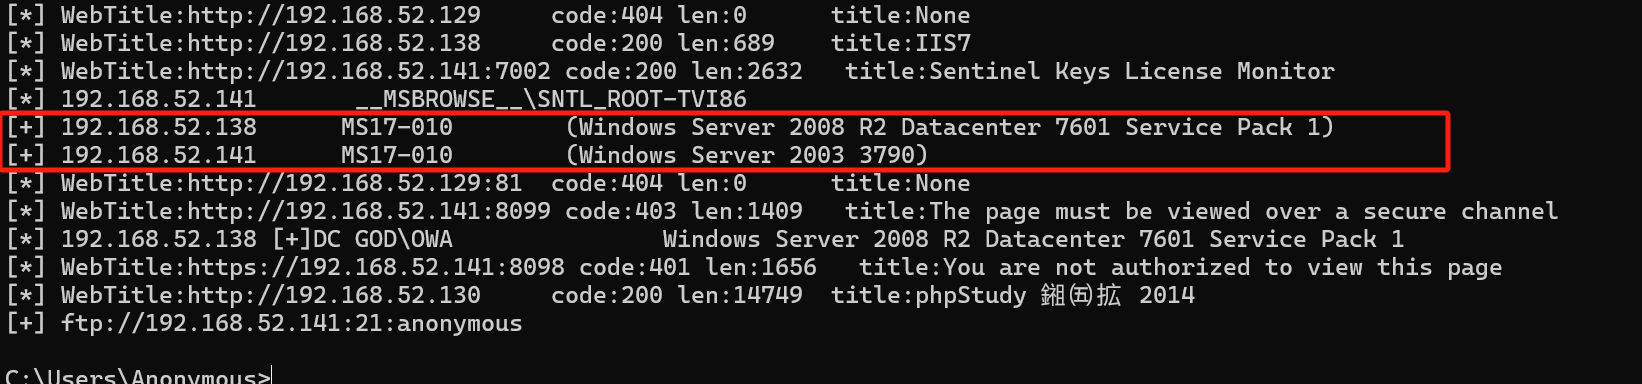 [*] WebTitle:http://192.168.52.129     code:404 len:0      title:None
[*] WebTitle:http://192.168.52.138     code:200 len:689    title:IIS7
[*] WebTitle:http://192.168.52.141:7002 code:200 len:2632   title:Sentinel Keys License Monitor
[*] 192.168.52.141       __MSBROWSE__\SNTL_ROOT-TVI86
[+] 192.168.52.138      MS17-010        (Windows Server 2008 R2 Datacenter 7601 Service Pack 1)
[+] 192.168.52.141      MS17-010        (Windows Server 2003 3790)
[*] WebTitle:http://192.168.52.129:81  code:404 len:0      title:None
[*] WebTitle:http://192.168.52.141:8099 code:403 len:1409   title:The page must be viewed over a secure channel
[*] 192.168.52.138 [+]DC GOD\OWA               Windows Server 2008 R2 Datacenter 7601 Service Pack 1
[*] WebTitle:https://192.168.52.141:8098 code:401 len:1656   title:You are not authorized to view this page
[*] WebTitle:http://192.168.52.130     code:200 len:14749  title:phpStudy 鎺㈤拡 2014
[+] ftp://192.168.52.141:21:anonymous
C:\Users\Anonymous>